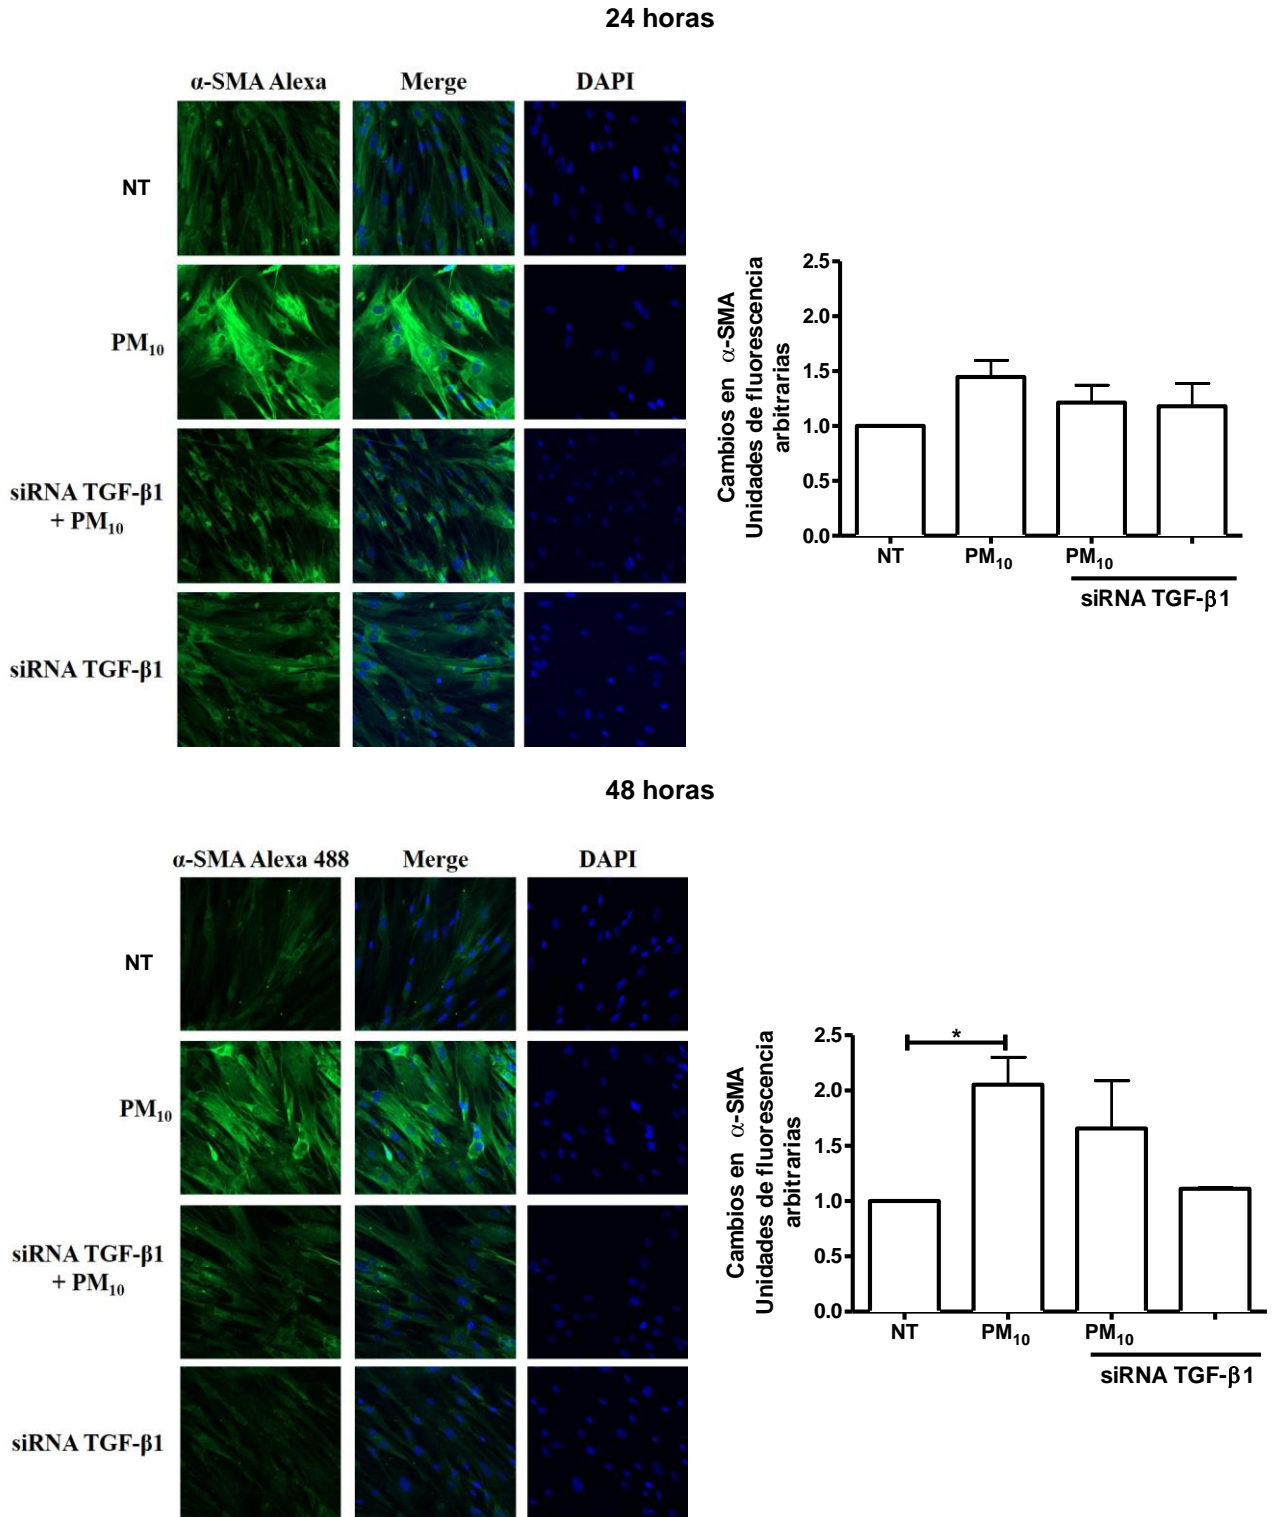 24 horas
α-SMA Alexa Merge DAPI
NT
PM₁₀
siRNA TGF-β1
+ PM₁₀
siRNA TGF-β1
Cambios en α-SMA
Unidades de fluorescencia
arbitrarias
2.5
2.0
1.5
1.0
0.5
0.0
NT PM₁₀ PM₁₀
siRNA TGF-β1
48 horas
α-SMA Alexa 488 Merge DAPI
NT
PM₁₀
siRNA TGF-β1
+ PM₁₀
siRNA TGF-β1
Cambios en α-SMA
Unidades de fluorescencia
arbitrarias
2.5
2.0
1.5
1.0
0.5
0.0
*
NT PM₁₀ PM₁₀
siRNA TGF-β1